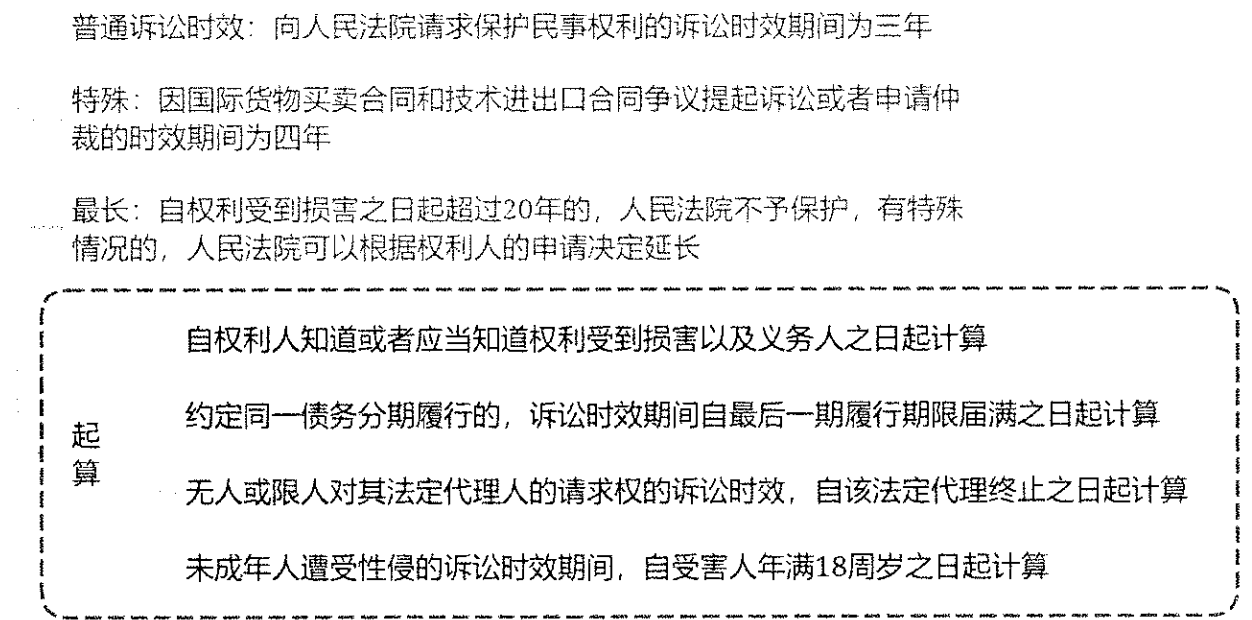 普通诉讼时效：向人民法院请求保护民事权利的诉讼时效期间为三年
特殊：因国际货物买卖合同和技术进出口合同争议提起诉讼或者申请仲
裁的时效期间为四年
最长：自权利受到损害之日起超过20年的，人民法院不予保护，有特殊
情况的，人民法院可以根据权利人的申请决定延长
起
算
自权利人知道或者应当知道权利受到损害以及义务人之日起计算
约定同一债务分期履行的，诉讼时效期间自最后一期履行期限届满之日起计算
无人或限人对其法定代理人的请求权的诉讼时效，自该法定代理终止之日起计算
未成年人遭受性侵的诉讼时效期间，自受害人年满18周岁之日起计算